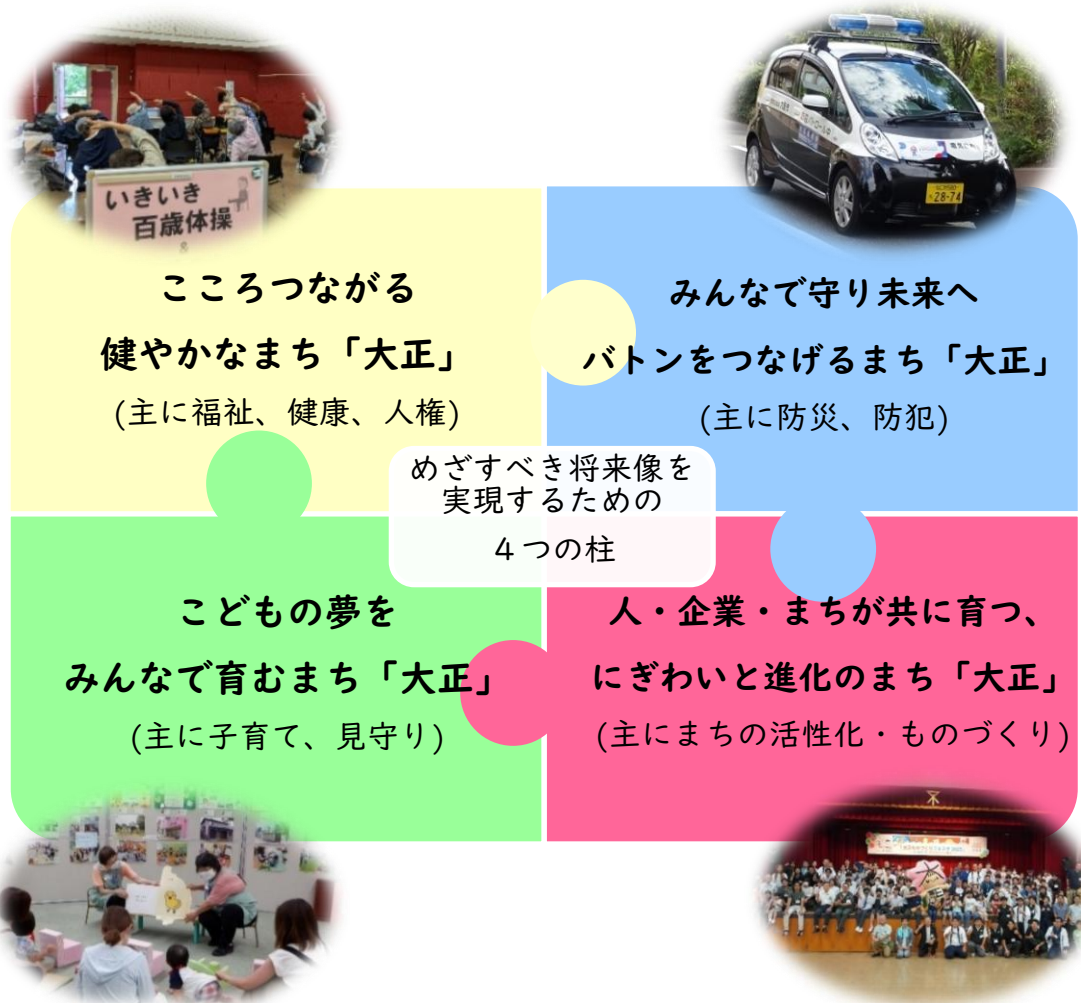 いきいき
百歳体操
&
28-74
こころつながる
健やかなまち「大正」
(主に福祉、健康、人権)
みんなで守り未来へ
バトンをつなげるまち「大正」
(主に防災、防犯)
めざすべき将来像を
実現するための
4つの柱
こどもの夢を
みんなで育むまち「大正」
(主に子育て、見守り)
人・企業・まちが共に育つ、
にぎわいと進化のまち「大正」
(主にまちの活性化・ものづくり)